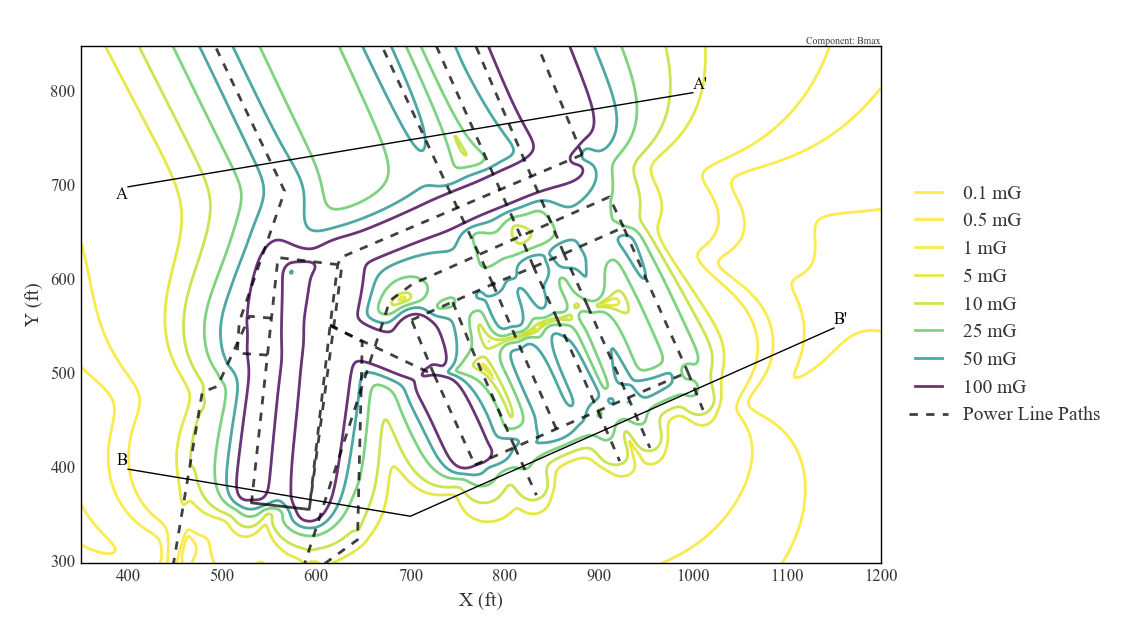 Component: Bmax
A'
800
700
A
600
Y (ft)
B'
500
B
400
300
400 500 600 700 800 900 1000 1100 1200
X (ft)
0.1 mG
0.5 mG
1 mG
5 mG
10 mG
25 mG
50 mG
100 mG
Power Line Paths